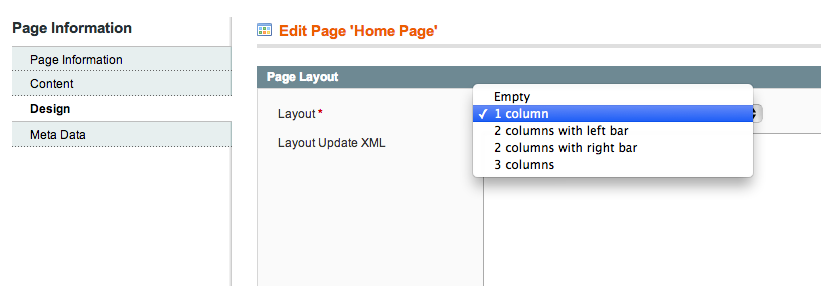 Page Information
Page Information
Content
Design
Meta Data
Edit Page 'Home Page'
Page Layout
Layout *
Layout Update XML
Empty
✓ 1 column
2 columns with left bar
2 columns with right bar
3 columns